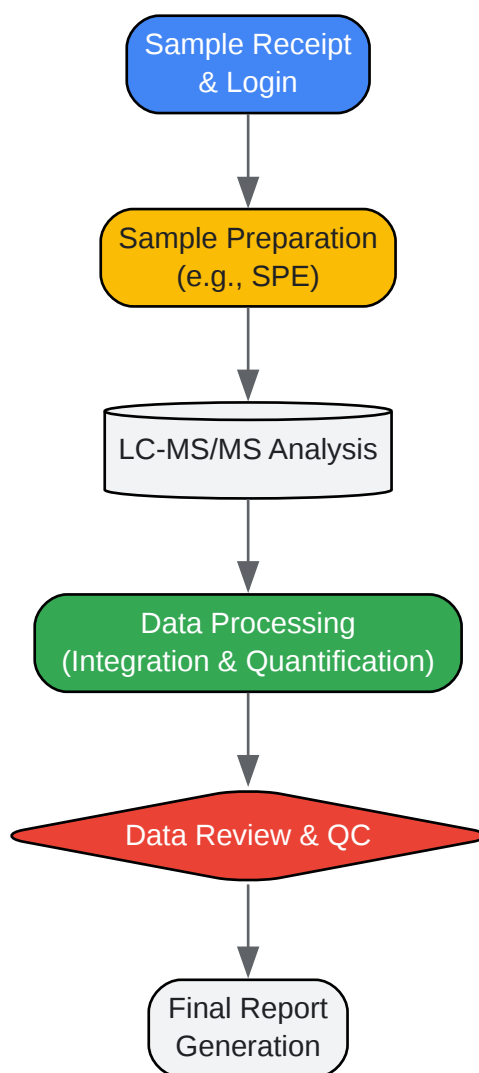 Sample Receipt
& Login
Sample Preparation
(e.g., SPE)
LC-MS/MS Analysis
Data Processing
(Integration & Quantification)
Data Review & QC
Final Report
Generation